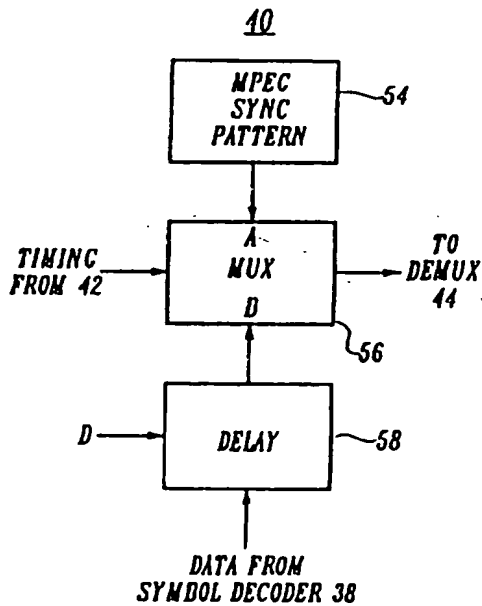 40
MPEG
SYNC
PATTERN
54
A
TIMING
FROM 42
MUX
TO
DEMUX
44
D
56
D
DELAY
58
DATA FROM
SYMBOL DECODER 38